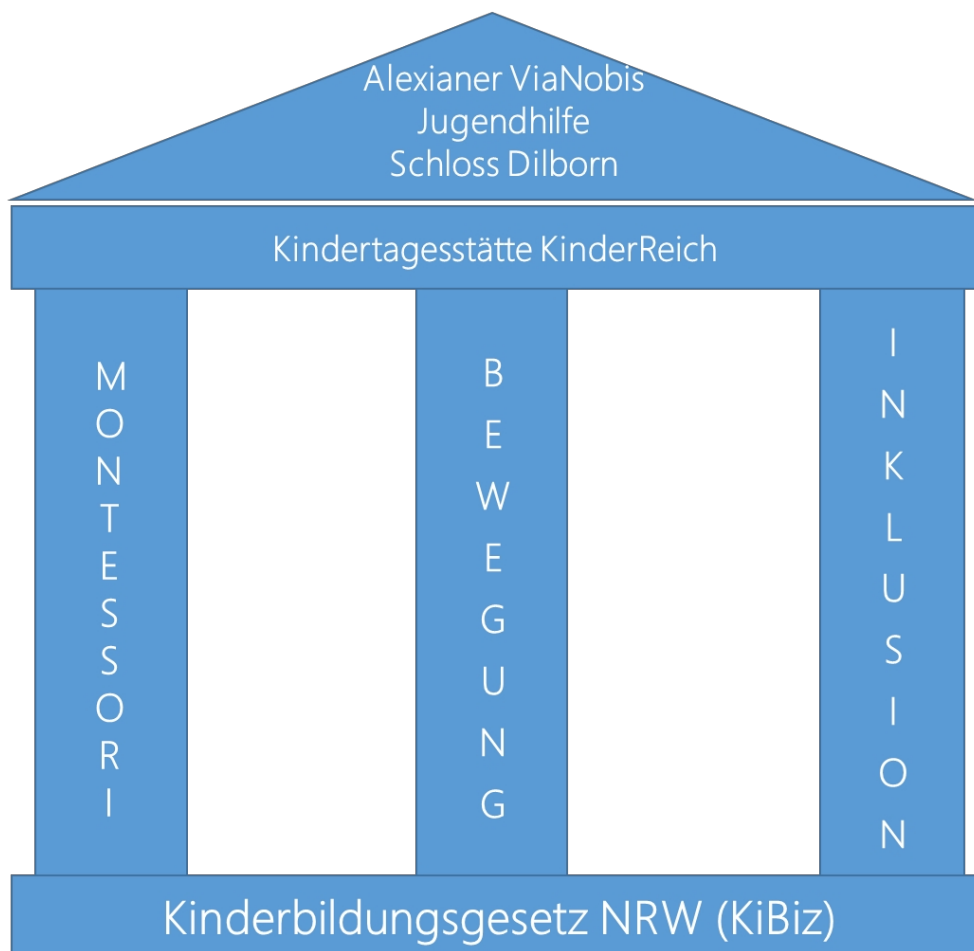 Alexianer ViaNobis
Jugendhilfe
Schloss Dilborn
Kindertagesstätte KinderReich
MONTESSORI
BEWEGUNG
INKLUSION
Kinderbildungsgesetz NRW (KiBiz)